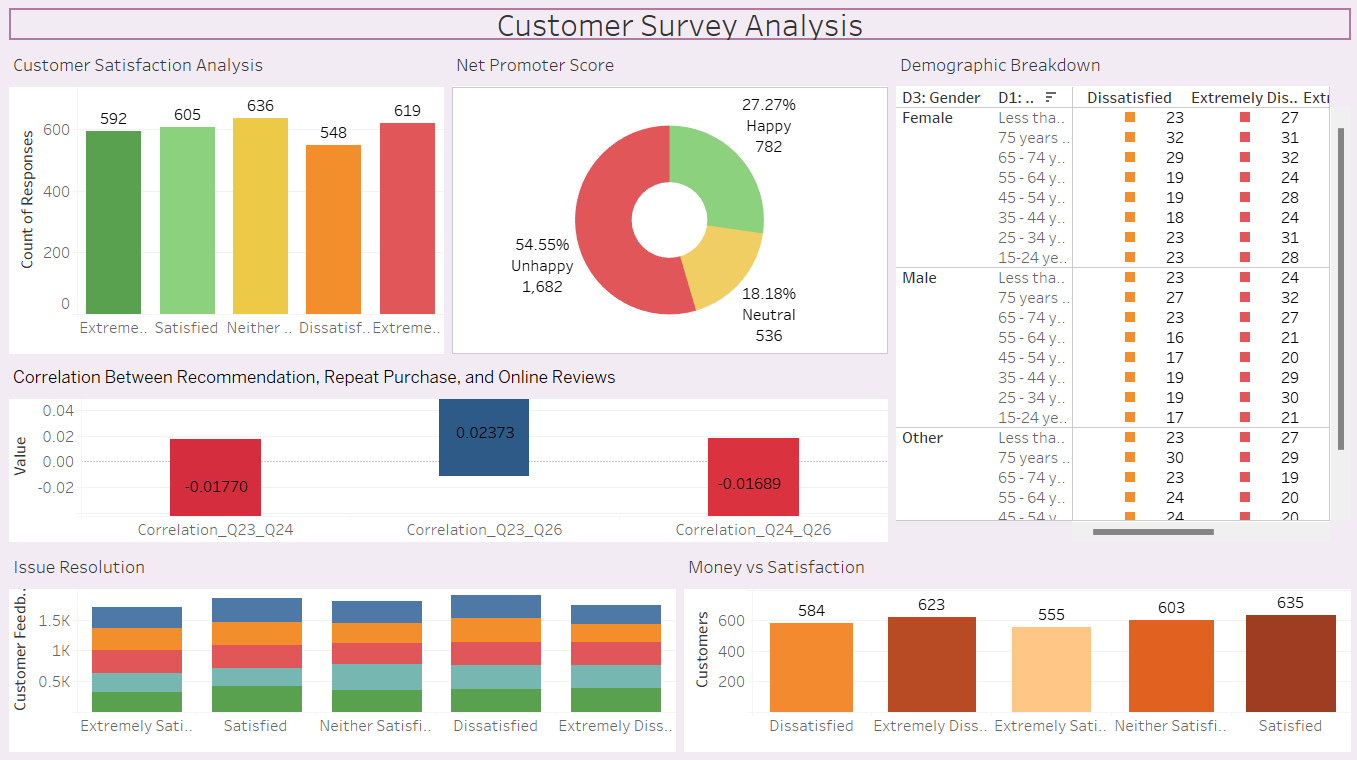 Customer Survey Analysis
Customer Satisfaction Analysis
Count of Responses
600
400
200
0
592
605
636
548
619
Extreme..
Satisfied
Neither ..
Dissatisf..
Extreme..
Net Promoter Score
27.27%
Happy
782
54.55%
Unhappy
1,682
18.18%
Neutral
536
Demographic Breakdown
D3: Gender D1: .. Dissatisfied Extremely Dis.. Extr
Female Less tha.. 23 27
75 years .. 32 31
65 - 74 y.. 29 32
55 - 64 y.. 19 24
45 - 54 y.. 19 28
35 - 44 y.. 18 24
25 - 34 y.. 23 31
15-24 ye.. 23 28
Male Less tha.. 23 24
75 years .. 27 32
65 - 74 y.. 23 27
55 - 64 y.. 16 21
45 - 54 y.. 17 20
35 - 44 y.. 19 29
25 - 34 y.. 19 30
15-24 ye.. 17 21
Other Less tha.. 23 27
75 years .. 30 29
65 - 74 y.. 23 19
55 - 64 y.. 24 20
45 - 54 y.. 24 20
Correlation Between Recommendation, Repeat Purchase, and Online Reviews
Value
0.04
0.02
0.00
-0.02
-0.01770
0.02373
-0.01689
Correlation_Q23_Q24
Correlation_Q23_Q26
Correlation_Q24_Q26
Issue Resolution
Customer Feedb..
1.5K
1K
0.5K
Extremely Sati..
Satisfied
Neither Satisfi..
Dissatisfied
Extremely Diss..
Money vs Satisfaction
Customers
600
400
200
584
623
555
603
635
Dissatisfied
Extremely Diss..
Extremely Sati..
Neither Satisfi..
Satisfied